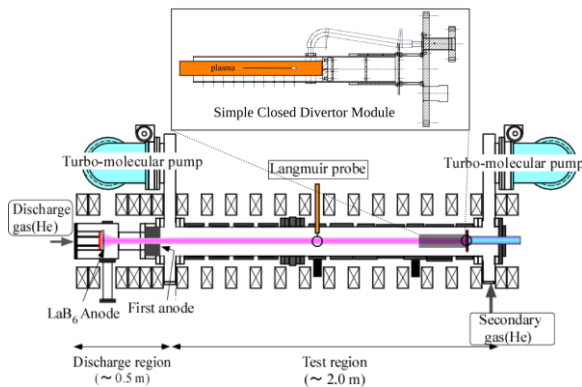 plasma
Simple Closed Divertor Module
Turbo-molecular pump
Langmuir probe
Turbo-molecular pump
Discharge
gas(He)
LaB6 Anode
First anode
Secondary
gas(He)
Discharge region
(~ 0.5 m)
Test region
(~ 2.0 m)